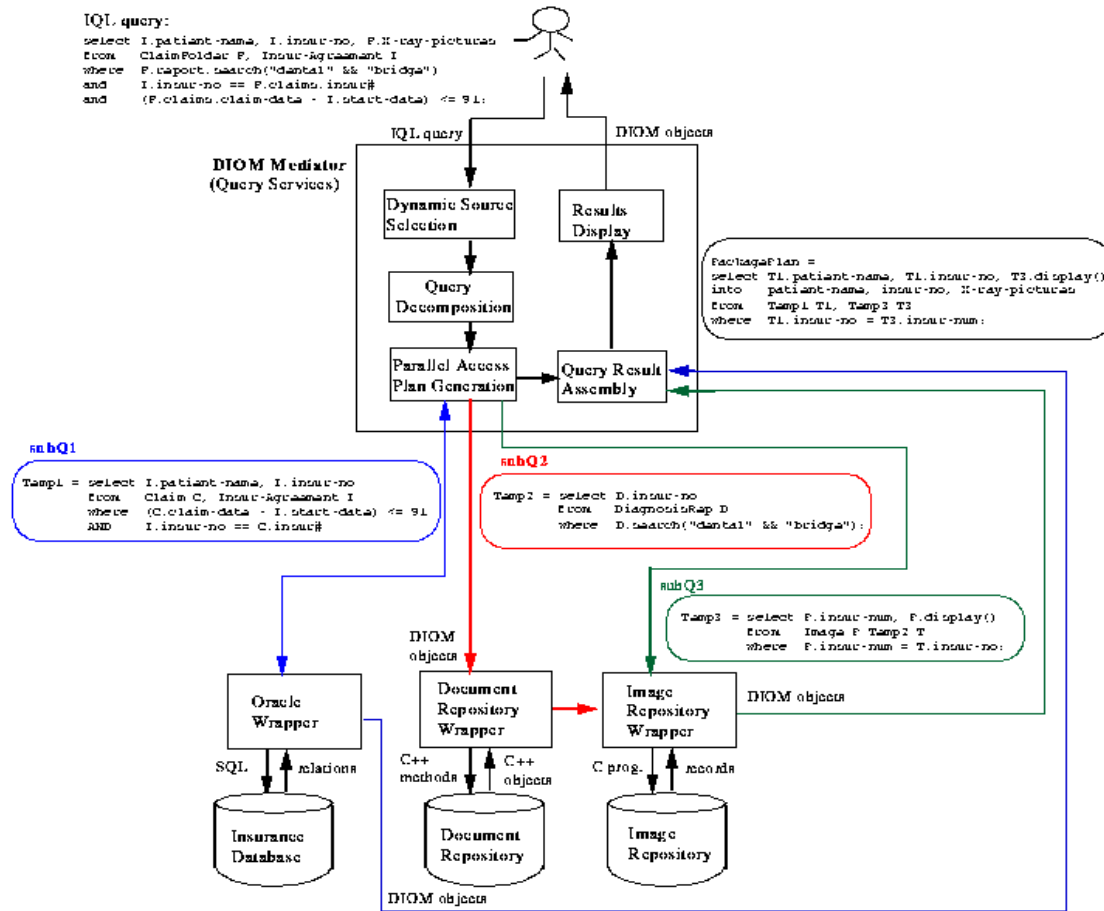 IQL query:
select I.patient-name, I.insur-no, F.X-ray-pictures
from ClaimFolder F, Insur-Agreement I
where F.report.search("dental" && "bridge")
and I.insur-no == F.claims.insur#
and (F.claims.claim-date - I.start-date) <= 91;
IQL query
DIOM objects
DIOM Mediator
(Query Services)
Dynamic Source
Selection
Results
Display
Query
Decomposition
Parallel Access
Plan Generation
Query Result
Assembly
PackagePlan =
select T1.patient-name, T1.insur-no, T3.display()
into patient-name, insur-no, X-ray-pictures
from Temp1 T1, Temp3 T3
where T1.insur-no = T3.insur-num;
subQ1
Temp1 = select I.patient-name, I.insur-no
from Claim C, Insur-Agreement I
where (C.claim-date - I.start-date) <= 91
AND I.insur-no == C.insur#
subQ2
Temp2 = select D.insur-no
from DiagnosisRep D
where D.search("dental" && "bridge");
subQ3
Temp3 = select F.insur-num, F.display()
from Image F Temp2 T
where F.insur-num = T.insur-no;
DIOM
objects
Oracle
Wrapper
Document
Repository
Wrapper
Image
Repository
Wrapper
DIOM objects
SQL
relations
C++
methods
C++
objects
C prog.
records
Insurance
Database
Document
Repository
Image
Repository
DIOM objects